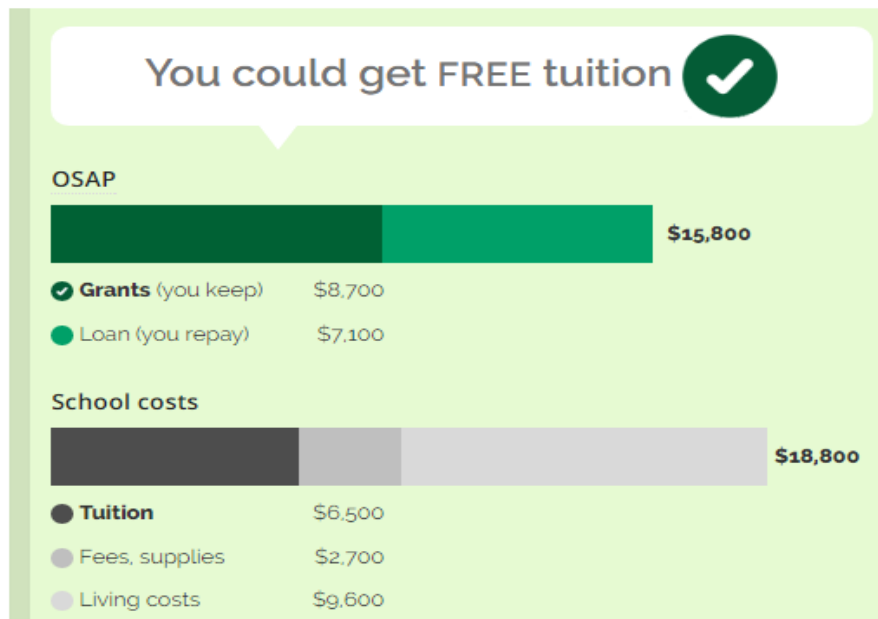 You could get FREE tuition
OSAP
$15,800
Grants (you keep) $8,700
Loan (you repay) $7,100
School costs
$18,800
Tuition $6,500
Fees, supplies $2,700
Living costs $9,600